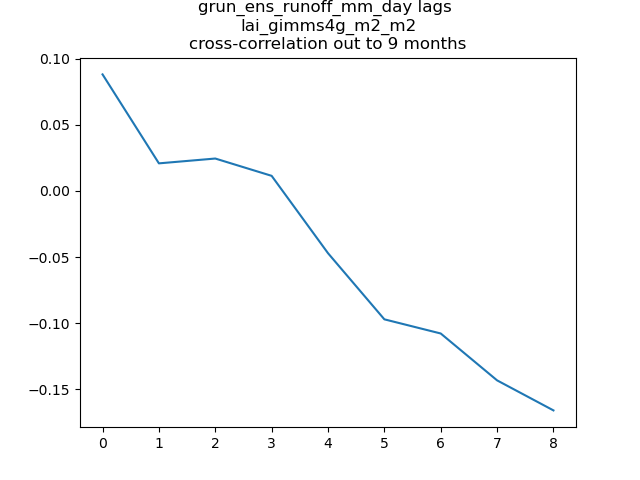 grun_ens_runoff_mm_day lags
lai_gimms4g_m2_m2
cross-correlation out to 9 months
0.10
0.05
0.00
−0.05
−0.10
−0.15
0 1 2 3 4 5 6 7 8